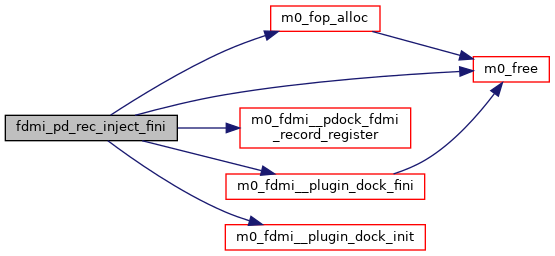 m0_fop_alloc
m0_free
fdmi_pd_rec_inject_fini
m0_fdmi__pdock_fdmi
_record_register
m0_fdmi__plugin_dock_fini
m0_fdmi__plugin_dock_init